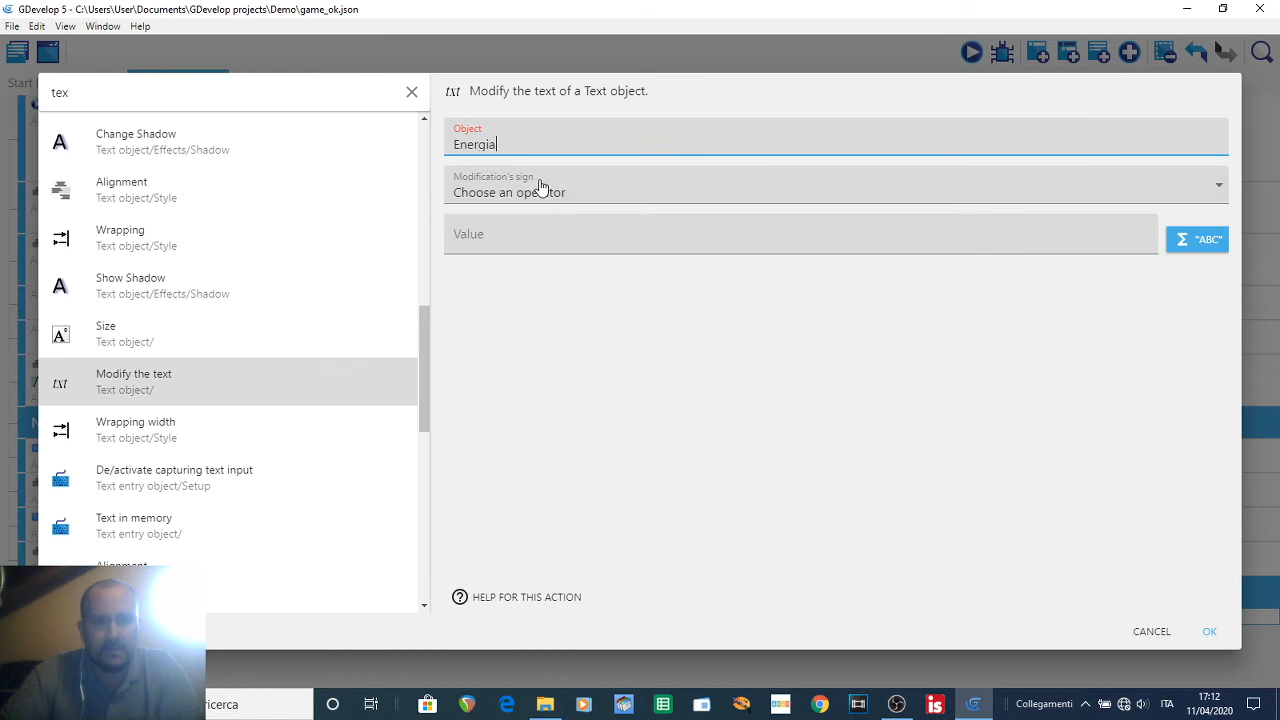 GDevelop 5 - C:\Users\User\Documents\GDevelop projects\Demo\game_ok.json
File Edit View Window Help
Start
tex
Change Shadow
Text object/Effects/Shadow
Alignment
Text object/Style
Wrapping
Text object/Style
Show Shadow
Text object/Effects/Shadow
Size
Text object/
Modify the text
Text object/
Wrapping width
Text object/Style
De/activate capturing text input
Text entry object/Setup
Text in memory
Text entry object/
Alignment
txt Modify the text of a Text object.
Object
Energia
Modification's sign
Choose an operator
Value
Σ "ABC"
HELP FOR THIS ACTION
CANCEL OK
ricerca
Collegamenti
ITA
17:12
11/04/2020